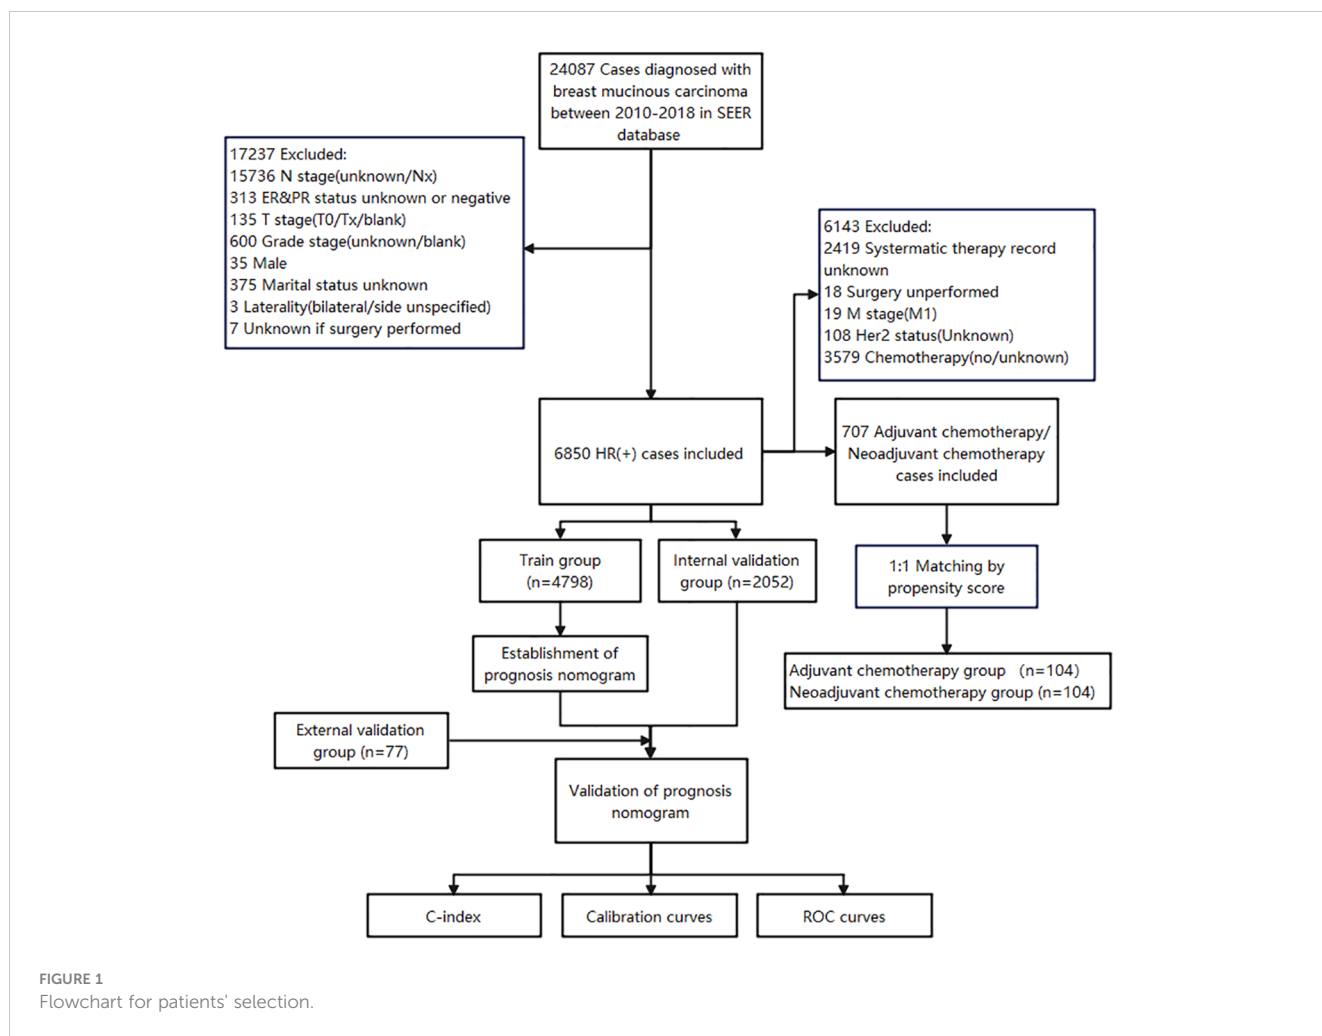 24087 Cases diagnosed with
breast mucinous carcinoma
between 2010-2018 in SEER
database
17237 Excluded:
15736 N stage(unknown/Nx)
313 ER&PR status unknown or negative
135 T stage(T0/Tx/blank)
600 Grade stage(unknown/blank)
35 Male
375 Marital status unknown
3 Laterality(bilateral/side unspecified)
7 Unknown if surgery performed
6143 Excluded:
2419 Systematic therapy record
unknown
18 Surgery unperformed
19 M stage(M1)
108 Her2 status(Unknown)
3579 Chemotherapy(no/unknown)
6850 HR(+) cases included
707 Adjuvant chemotherapy/
Neoadjuvant chemotherapy
cases included
Train group
(n=4798)
Internal validation
group (n=2052)
1:1 Matching by
propensity score
Establishment of
prognosis nomogram
Adjuvant chemotherapy group (n=104)
Neoadjuvant chemotherapy group (n=104)
External validation
group (n=77)
Validation of prognosis
nomogram
C-index
Calibration curves
ROC curves
FIGURE 1
Flowchart for patients' selection.